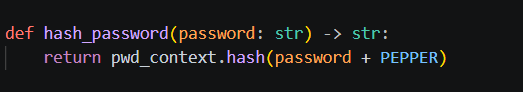 def hash_password(password: str) -> str:
    return pwd_context.hash(password + PEPPER)